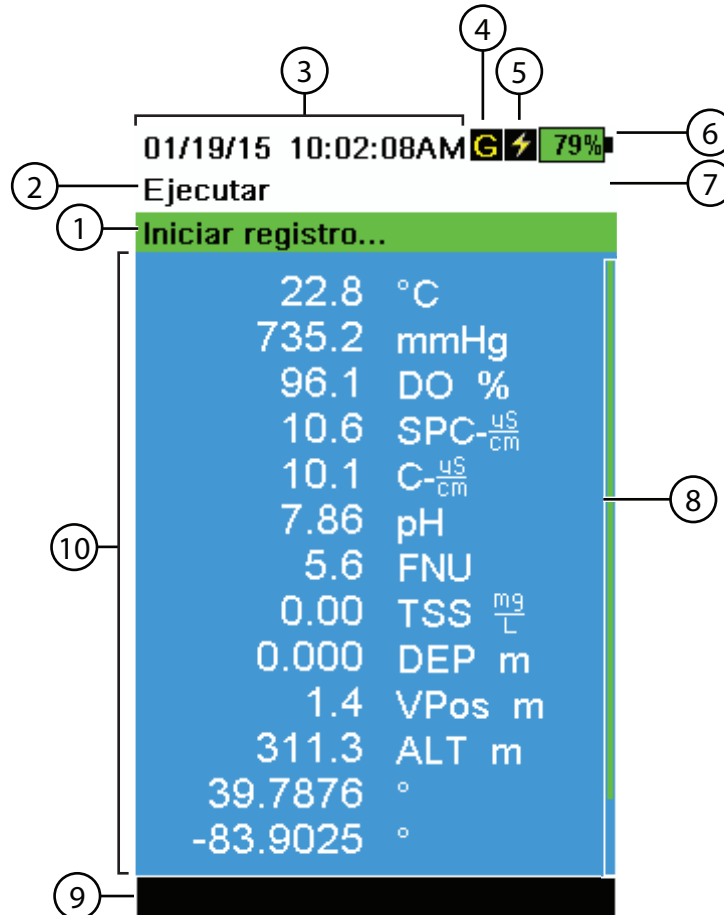 4
5
3
6
01/19/15 10:02:08AM G 79%
7
2
Ejecutar
1
Iniciar registro...
22.8 °C
735.2 mmHg
96.1 DO %
10.6 SPC-uS/cm
10.1 C-uS/cm
8
7.86 pH
10
5.6 FNU
0.00 TSS mg/L
0.000 DEP m
1.4 VPos m
311.3 ALT m
39.7876 °
-83.9025 °
9